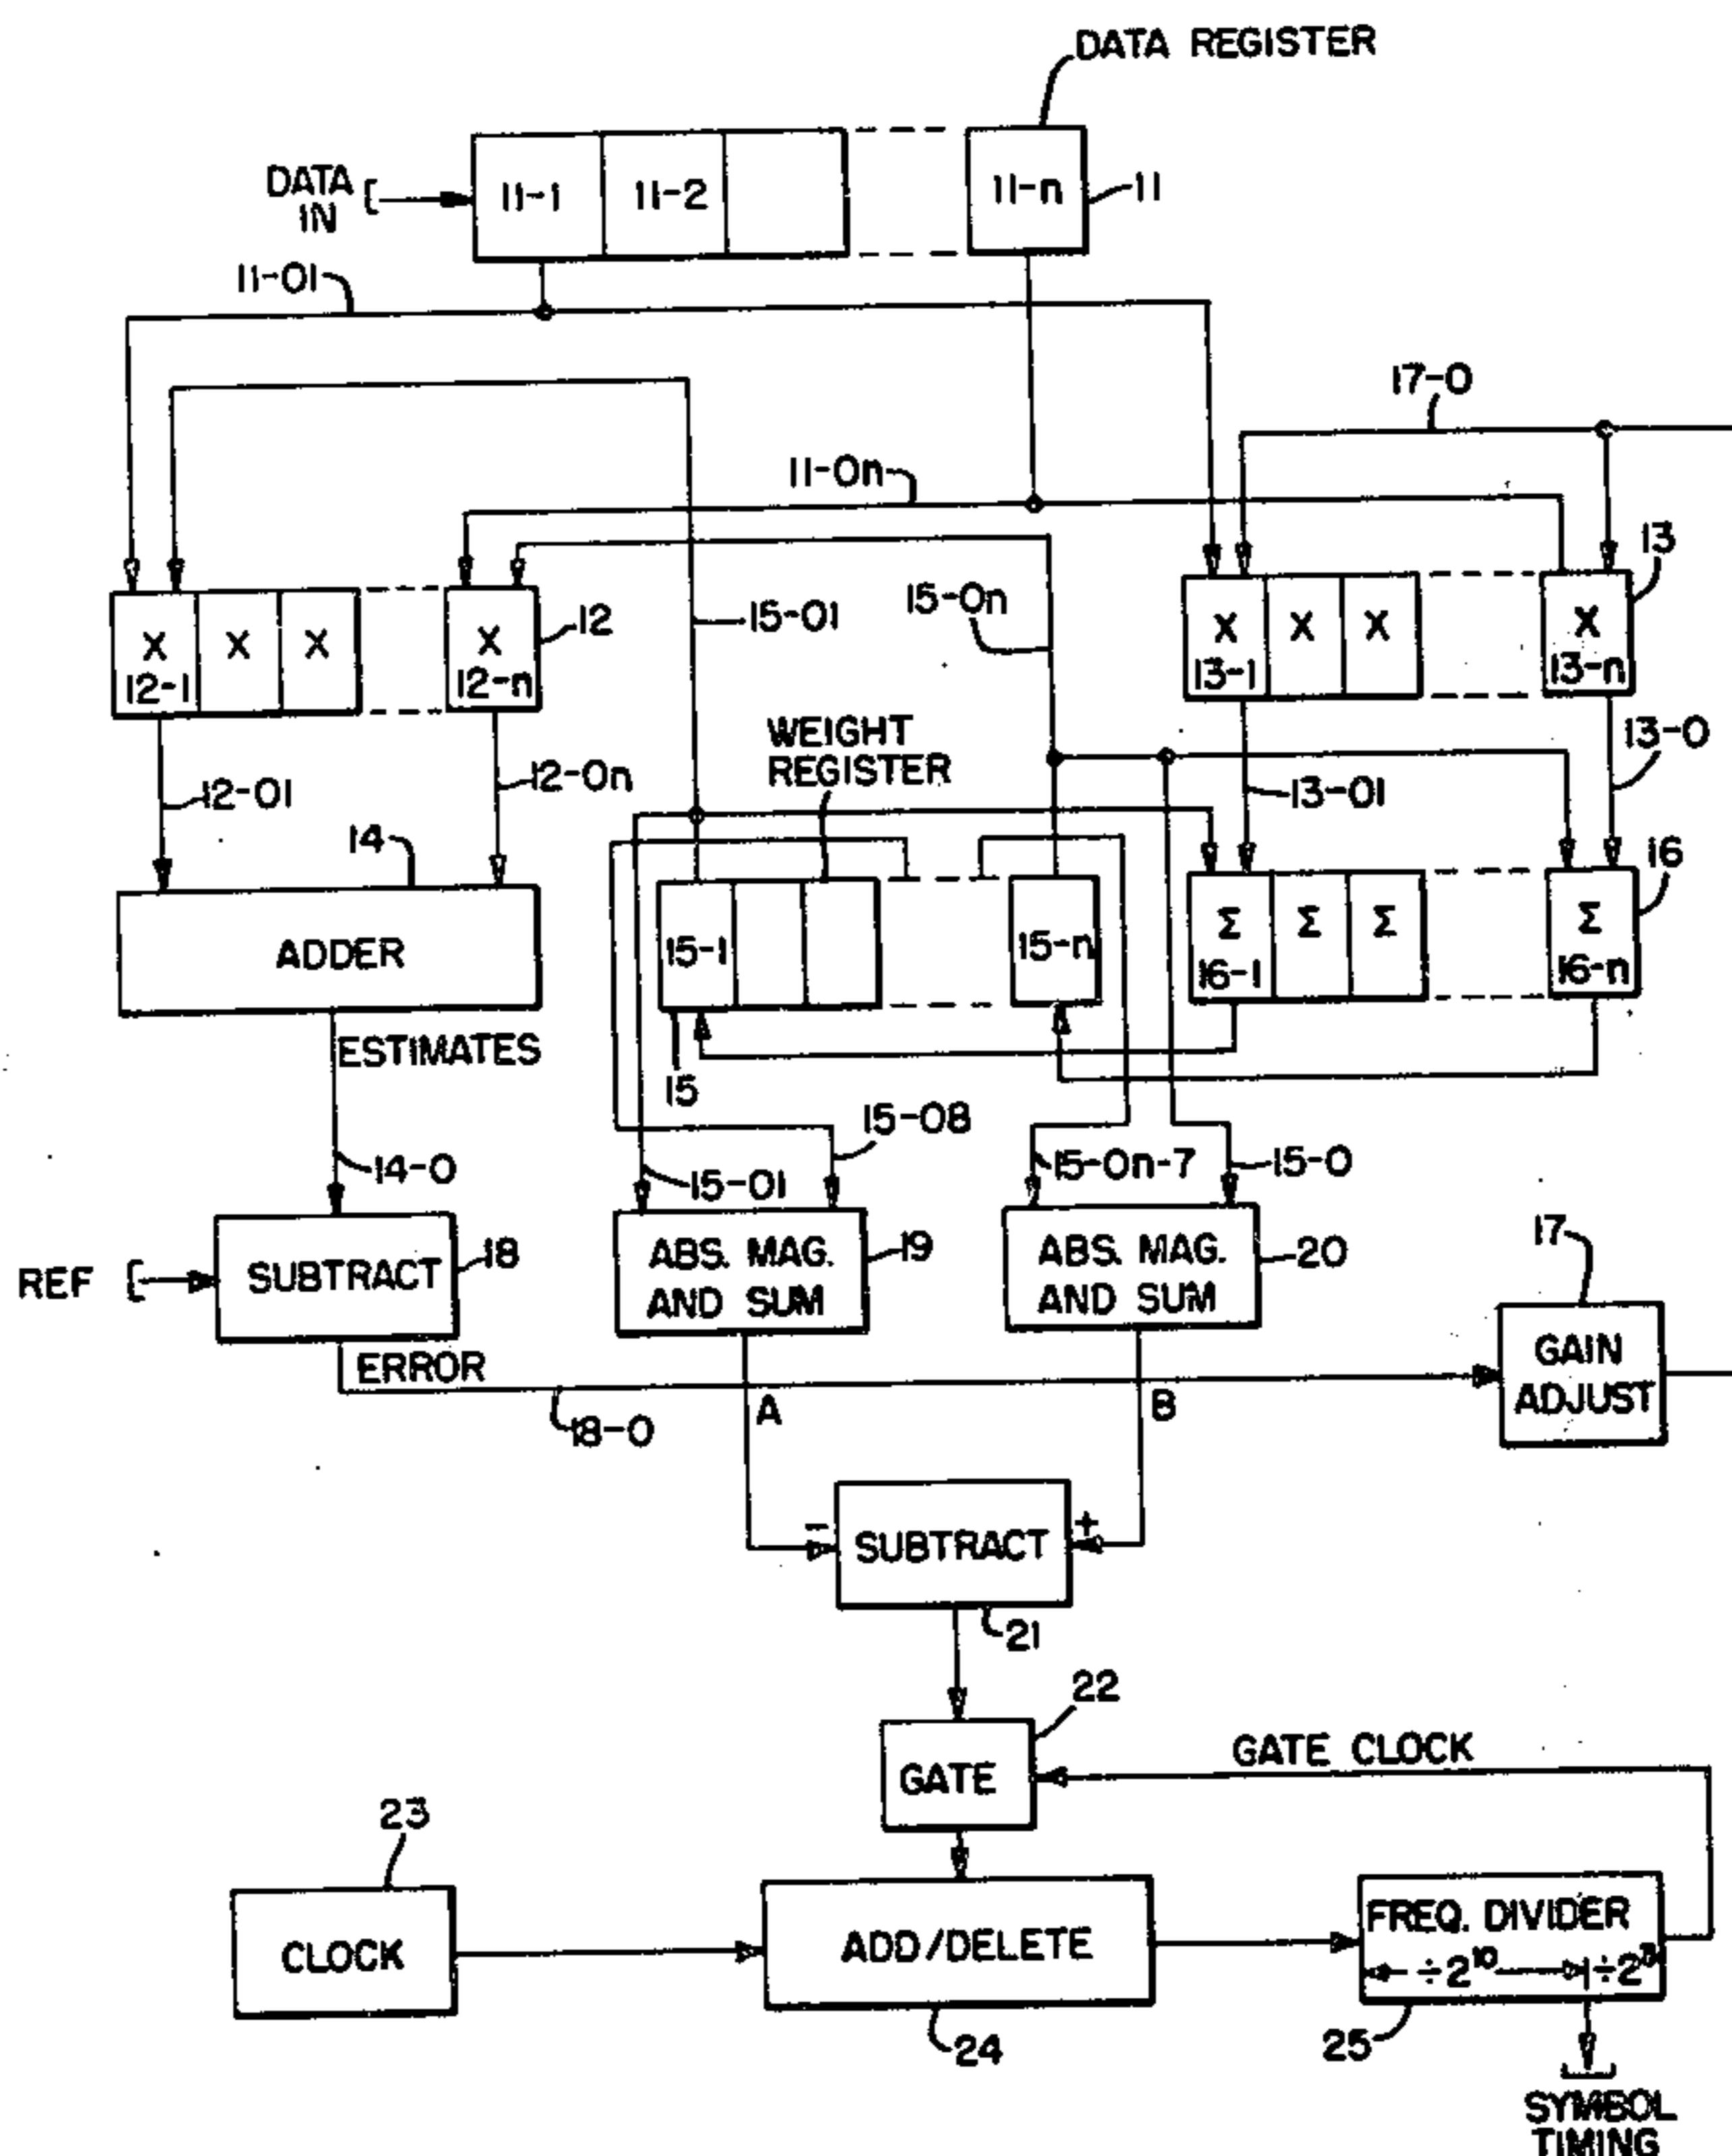 DATA REGISTER
DATA
IN
11-1
11-2
11-n
11
11-01
17-0
11-0n
13
15-01
15-0n
12
X
12-1
X
X
X
12-n
X
13-1
X
X
X
13-n
WEIGHT
REGISTER
13-0
12-01
12-0n
13-01
14
16
ADDER
15-1
15-n
Σ
16-1
Σ
Σ
Σ
16-n
ESTIMATES
15
15-08
14-0
15-01
15-0n-7
15-0
17
REF
SUBTRACT
18
ABS. MAG.
AND SUM
19
ABS. MAG.
AND SUM
20
GAIN
ADJUST
ERROR
18-0
A
B
−
+
SUBTRACT
21
22
GATE
GATE CLOCK
23
CLOCK
ADD/DELETE
24
FREQ. DIVIDER
÷2¹⁰
25
SYMBOL
TIMING